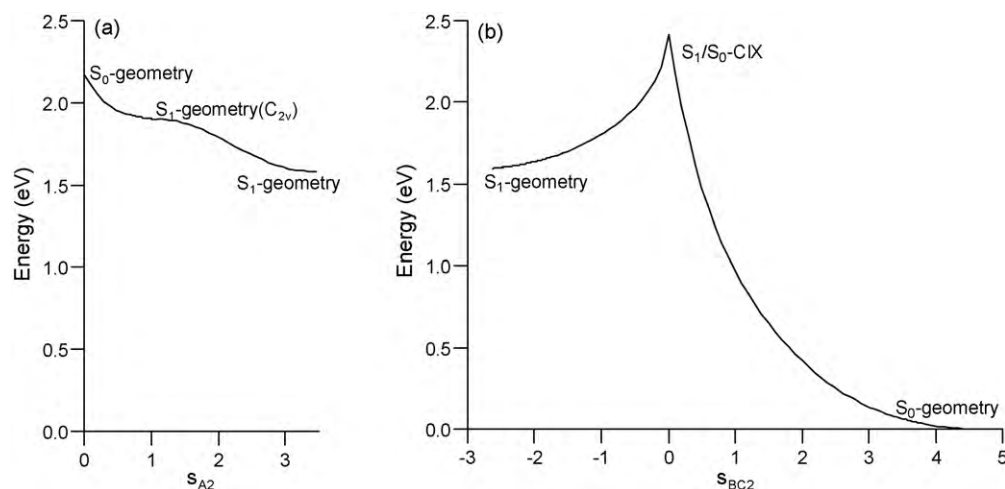 (a)
2.5
2.0
1.5
1.0
0.5
0.0
Energy (eV)
S₀-geometry
S₁-geometry(C₂ᵥ)
S₁-geometry
0 1 2 3
s_A2
(b)
2.5
2.0
1.5
1.0
0.5
0.0
Energy (eV)
S₁/S₀-CIX
S₁-geometry
S₀-geometry
-3 -2 -1 0 1 2 3 4 5
s_BC2